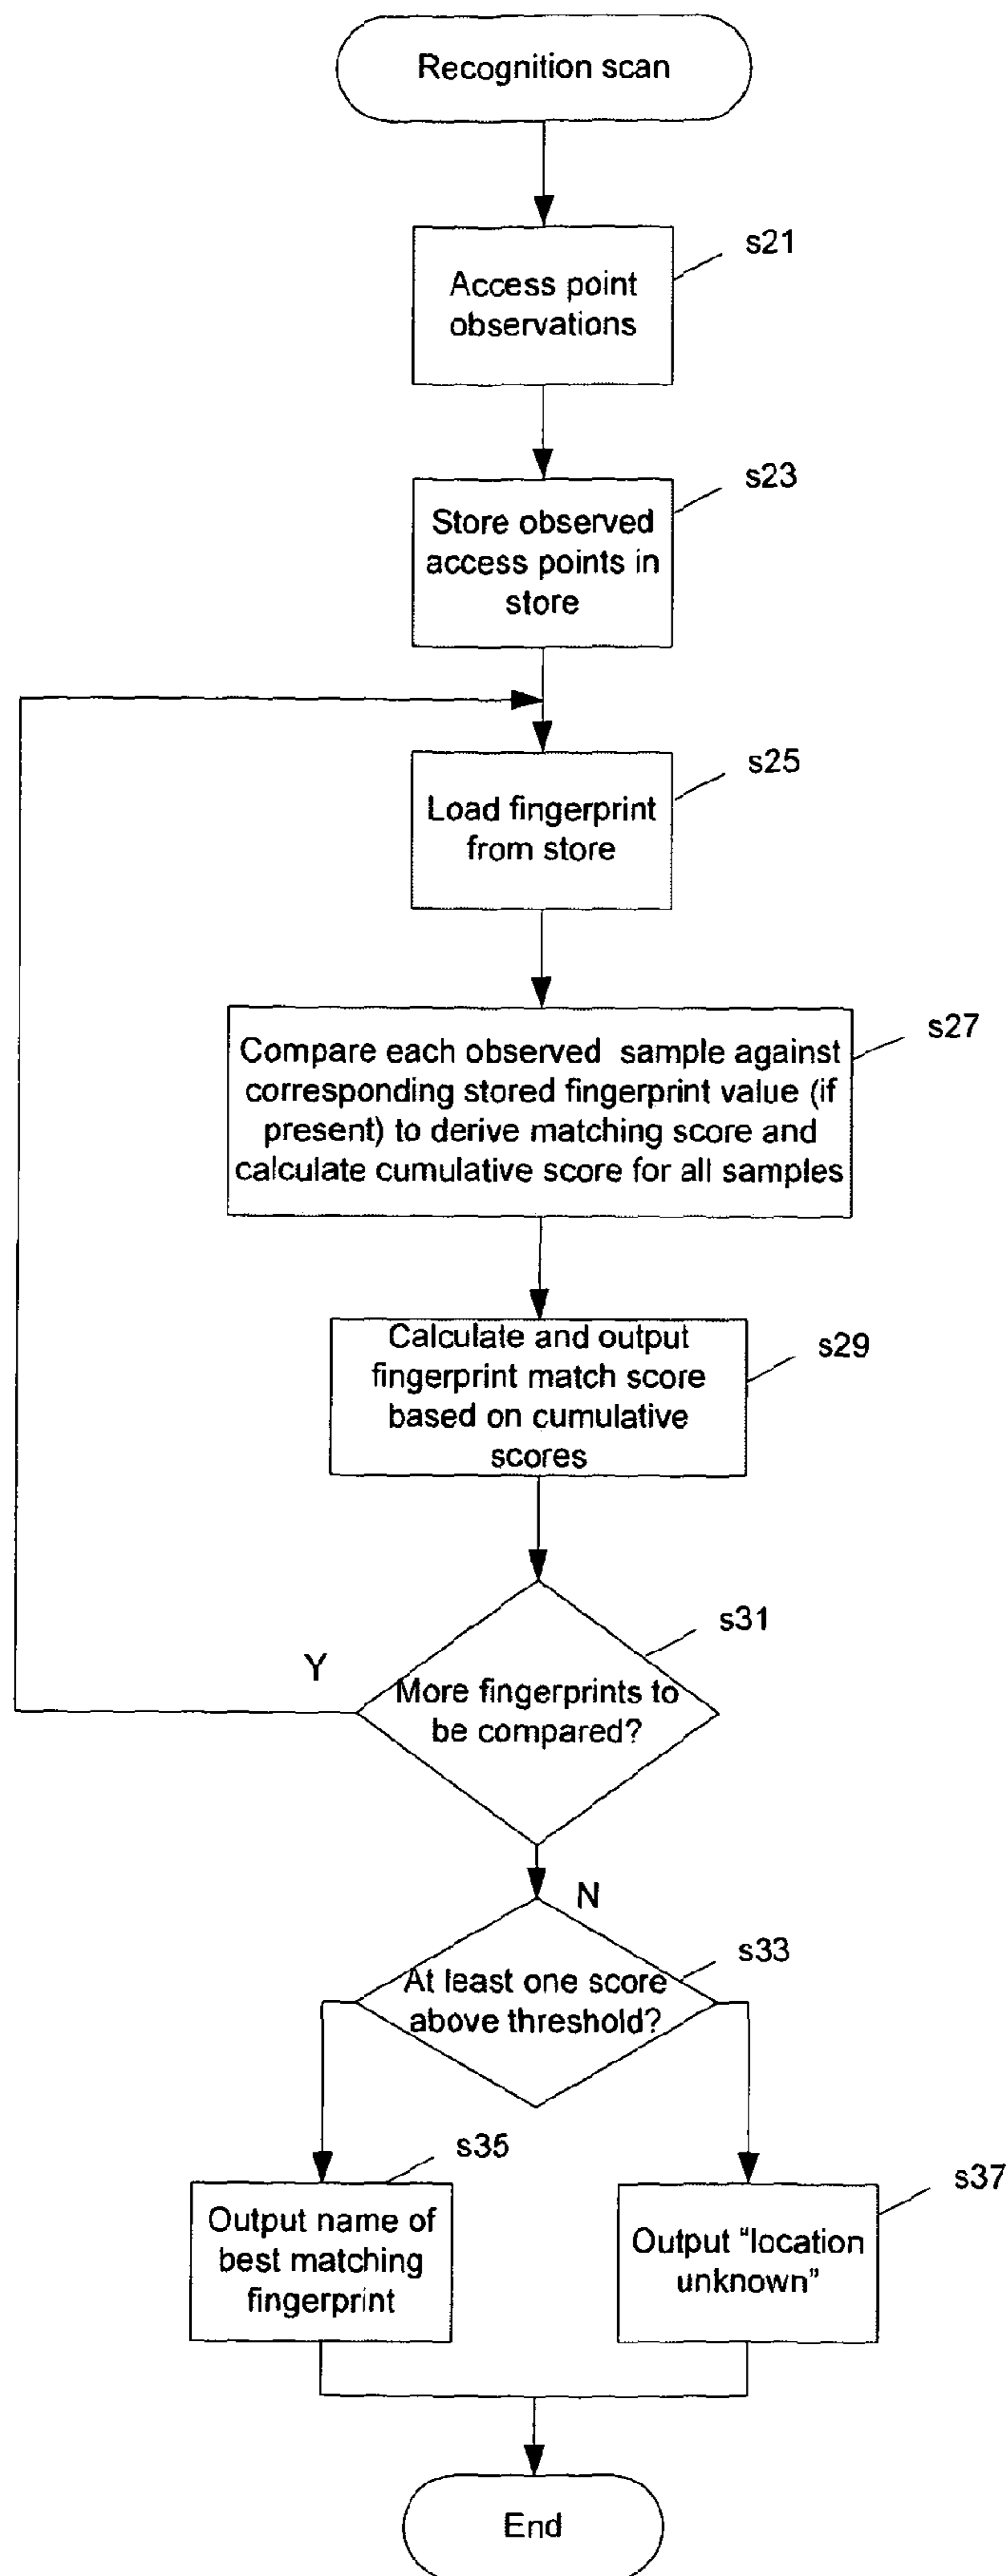 Recognition scan
s21
Access point
observations
s23
Store observed
access points in
store
s25
Load fingerprint
from store
s27
Compare each observed sample against
corresponding stored fingerprint value (if
present) to derive matching score and
calculate cumulative score for all samples
s29
Calculate and output
fingerprint match score
based on cumulative
scores
s31
Y
More fingerprints to
be compared?
N
s33
At least one score
above threshold?
s35
Output name of
best matching
fingerprint
s37
Output “location
unknown”
End